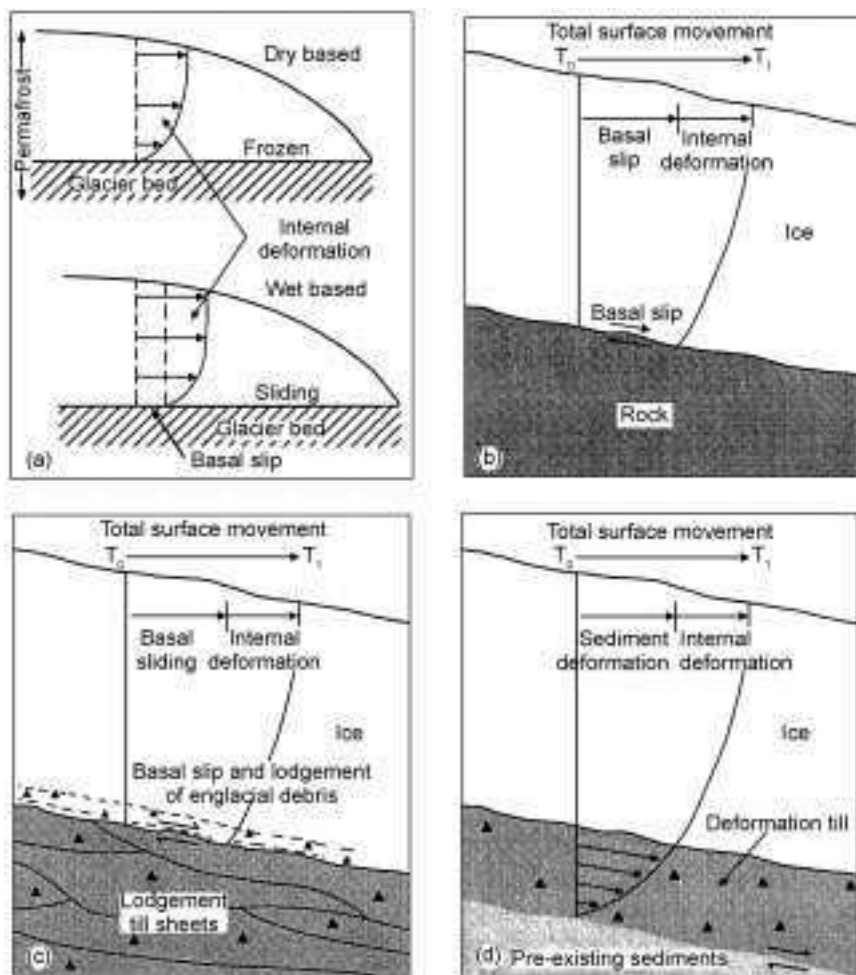 Permafrost
Dry based
Frozen
Glacier bed
Internal
deformation
Wet based
Sliding
Glacier bed
(a)
Basal slip
Total surface movement
T₀ T₁
Basal Internal
slip deformation
Ice
Basal slip
Rock
(b)
Total surface movement
T₀ T₁
Basal Internal
sliding deformation
Ice
Basal slip and lodgement
of englacial debris
Lodgement
till sheets
(c)
Total surface movement
T₀ T₁
Sediment Internal
deformation deformation
Ice
Deformation till
(d) Pre-existing sediments